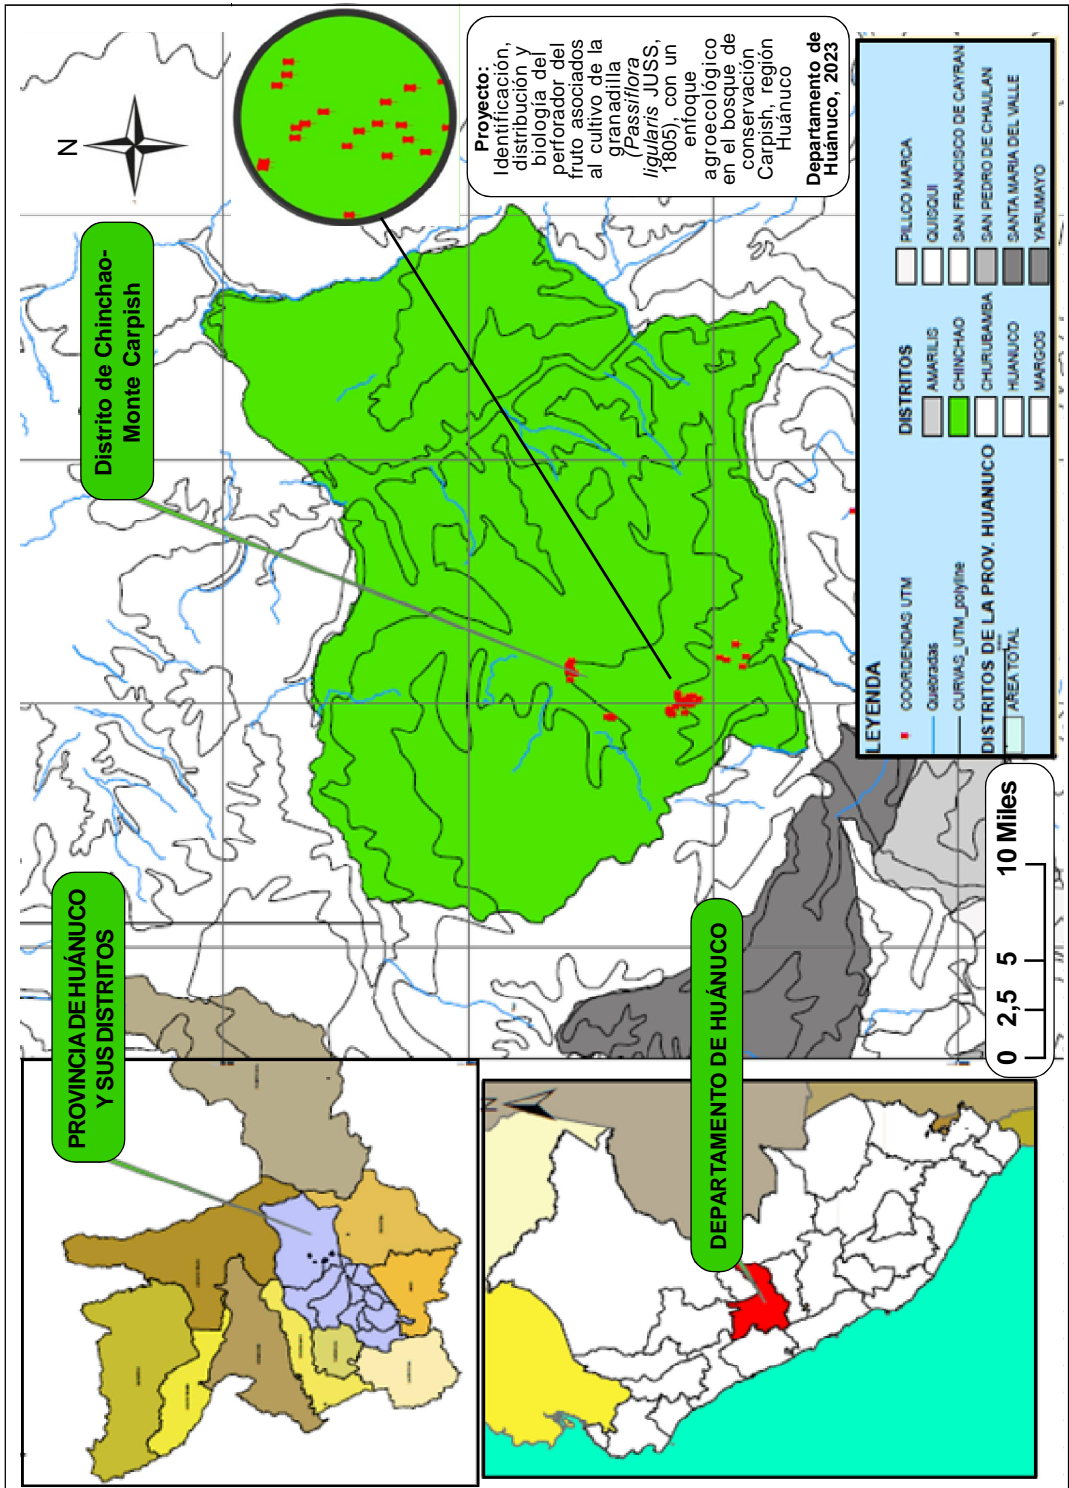 PROVINCIA DE HUÁNUCO
Y SUS DISTRITOS
Distrito de Chinchao-
Monte Carpish
N
N
DEPARTAMENTO DE HUÁNUCO
Proyecto:
Identificación,
distribución y
biología del
perforador del
fruto asociados
al cultivo de la
granadilla
(Passiflora
ligularis JUSS,
1805), con un
enfoque
agroecológico
en el bosque de
conservación
Carpish, región
Huánuco
Departamento de
Huánuco, 2023
0 2,5 5 10 Miles
LEYENDA
COORDENDAS UTM
Quebradas
CURVAS_UTM_polyline
DISTRITOS DE LA PROV. HUANUCO
AREA TOTAL
DISTRITOS
AMARILIS
CHINCHAO
CHURUBAMBA
HUANUCO
MARGOS
PILLCO MARCA
QUISQUI
SAN FRANCISCO DE CAYRAN
SAN PEDRO DE CHAULAN
SANTA MARIA DEL VALLE
YARUMAYO